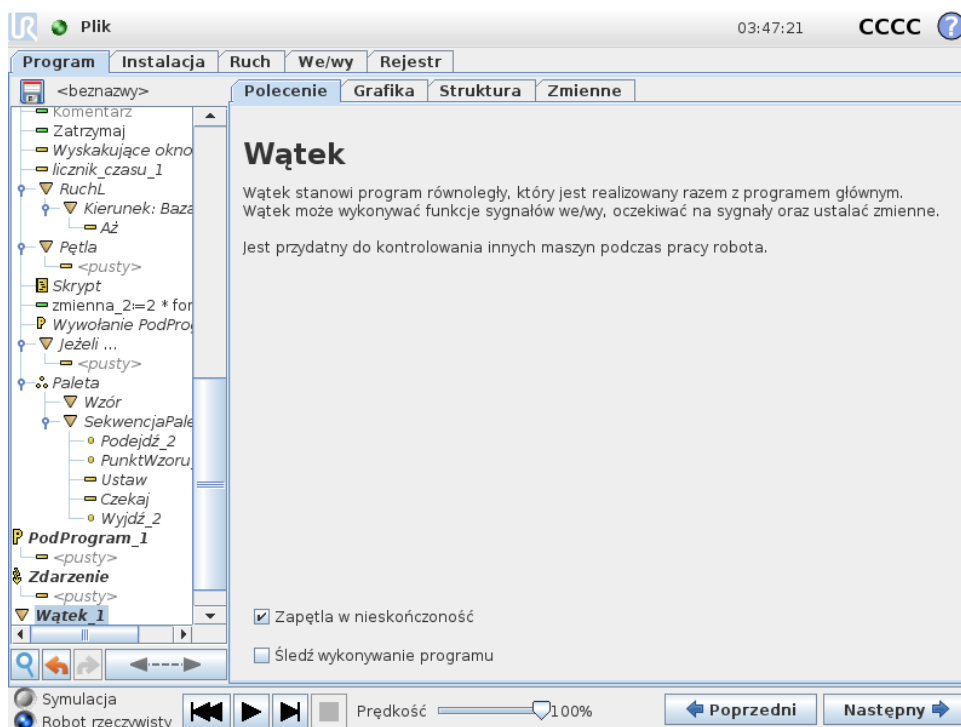 UR Plik 03:47:21 CCCC ?
Program Instalacja Ruch We/wy Rejestr
<beznazwy>
Polecenie Grafika Struktura Zmienne
Komentarz
Zatrzymaj
Wyskakujące okno
licznik_czasu_1
RuchL
Kierunek: Baza
Aż
Pętla
<pusty>
Skrypt
zmienna_2:=2 * for
Wywołanie PodPro
Jeżeli ...
<pusty>
Paleta
Wzór
SekwencjaPale
Podejdź_2
PunktWzoru
Ustaw
Czekaj
Wyjdź_2
PodProgram_1
<pusty>
Zdarzenie
<pusty>
Wątek_1
Wątek
Wątek stanowi program równoległy, który jest realizowany razem z programem głównym.
Wątek może wykonywać funkcje sygnałów we/wy, oczekiwać na sygnały oraz ustalać zmienne.
Jest przydatny do kontrolowania innych maszyn podczas pracy robota.
Zapętla w nieskończoność
Śledź wykonywanie programu
Symulacja
Robot rzeczywisty
Prędkość 100%
Poprzedni
Następny